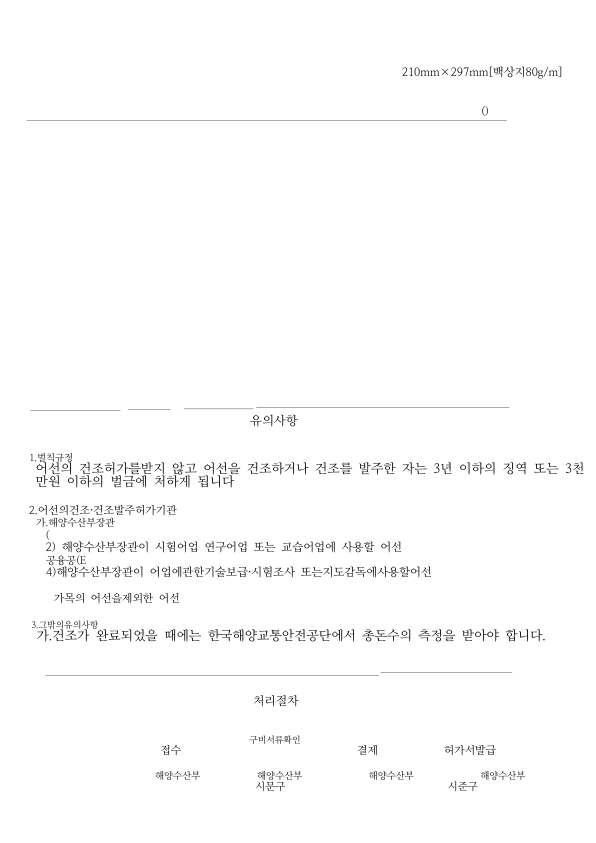 210mm×297mm[백상지80g/m]
()
유의사항
1.벌칙규정
어선의 건조허가를받지 않고 어선을 건조하거나 건조를 발주한 자는 3년 이하의 징역 또는 3천
만원 이하의 벌금에 처하게 됩니다
2.어선의건조·건조발주허가기관
가.해양수산부장관
(
2) 해양수산부장관이 시험어업 연구어업 또는 교습어업에 사용할 어선
공용공(E
4)해양수산부장관이 어업에관한기술보급·시험조사 또는지도감독에사용할어선
가목의 어선을제외한 어선
3.그밖의유의사항
가.건조가 완료되었을 때에는 한국해양교통안전공단에서 총돈수의 측정을 받아야 합니다.
처리절차
접수 구비서류확인 결제 허가서발급
해양수산부 해양수산부 해양수산부 해양수산부
시문구 시준구